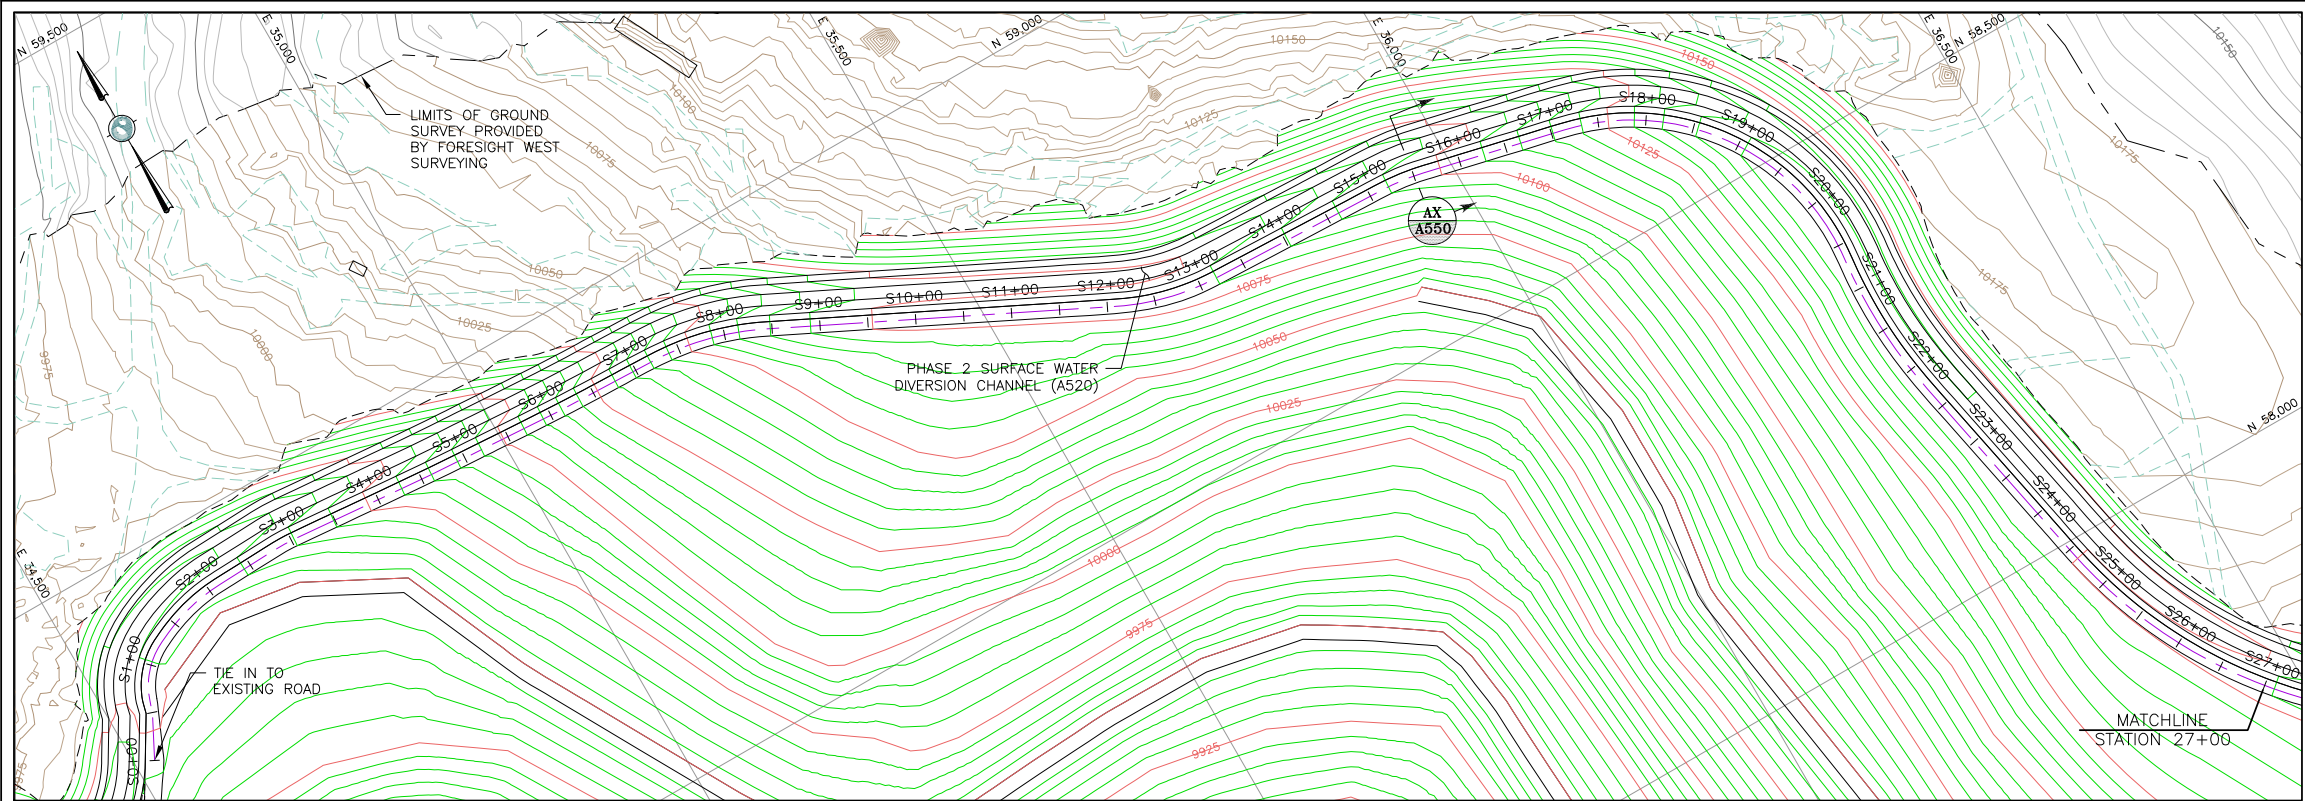 N 59,500
E 35,000
E 35,500
N 59,000
E 36,000
E 36,500
N 58,500
10150
10150
10150
10100
10125
10075
LIMITS OF GROUND
SURVEY PROVIDED
BY FORESIGHT WEST
SURVEYING
10125
10175
10100
10175
10050
10075
10025
10000
9975
10050
10025
10000
9975
9925
AX
A550
S18+00
S17+00
S16+00
S19+00
S15+00
S20+00
S14+00
S13+00
S21+00
S12+00
S11+00
S10+00
S9+00
S8+00
S7+00
S22+00
S6+00
S23+00
S5+00
S4+00
S24+00
S3+00
S25+00
S2+00
S26+00
S1+00
S27+00
S0+00
PHASE 2 SURFACE WATER
DIVERSION CHANNEL (A520)
N 58,000
E 34,500
TIE IN TO
EXISTING ROAD
MATCHLINE
STATION 27+00